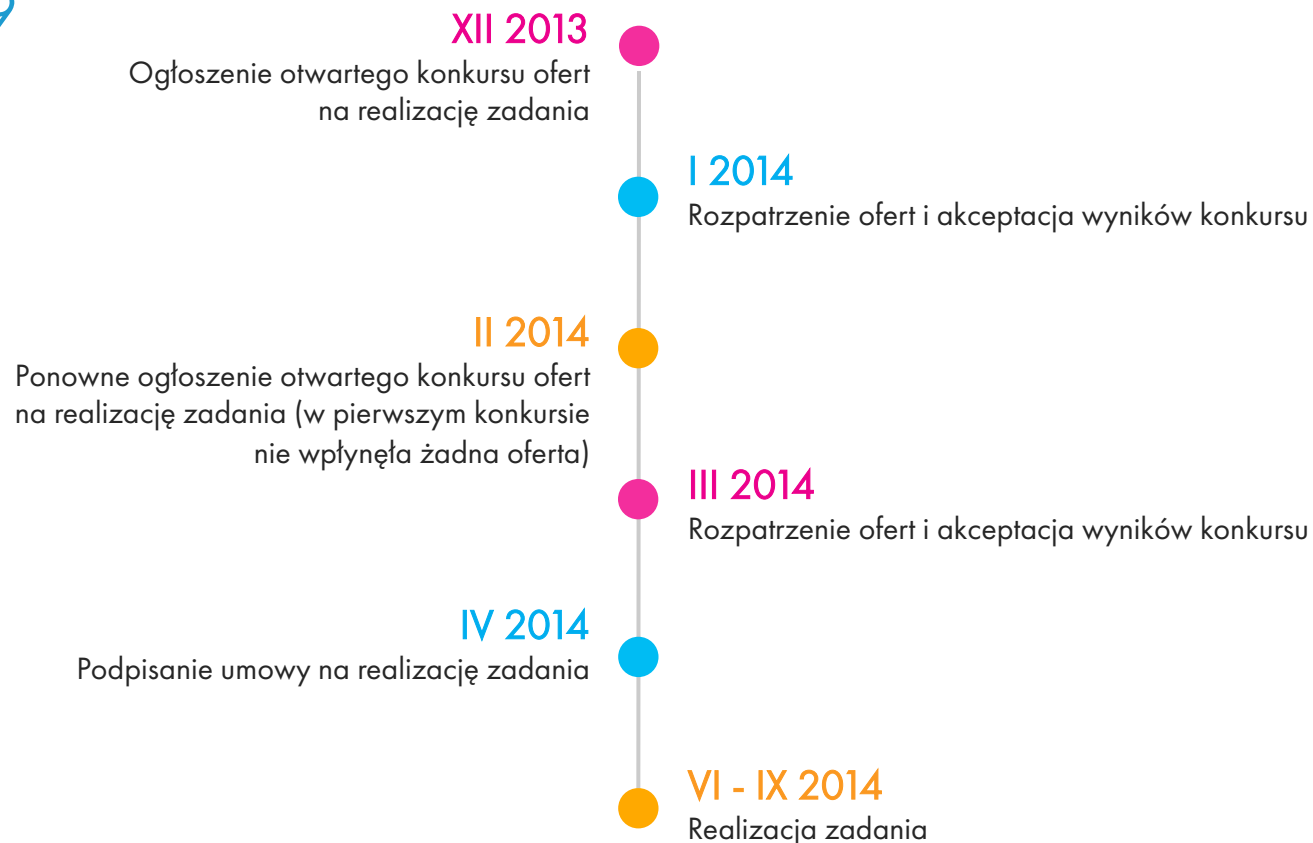 XII 2013
Ogłoszenie otwartego konkursu ofert
na realizację zadania
I 2014
Rozpatrzenie ofert i akceptacja wyników konkursu
II 2014
Ponowne ogłoszenie otwartego konkursu ofert
na realizację zadania (w pierwszym konkursie
nie wpłynęła żadna oferta)
III 2014
Rozpatrzenie ofert i akceptacja wyników konkursu
IV 2014
Podpisanie umowy na realizację zadania
VI - IX 2014
Realizacja zadania